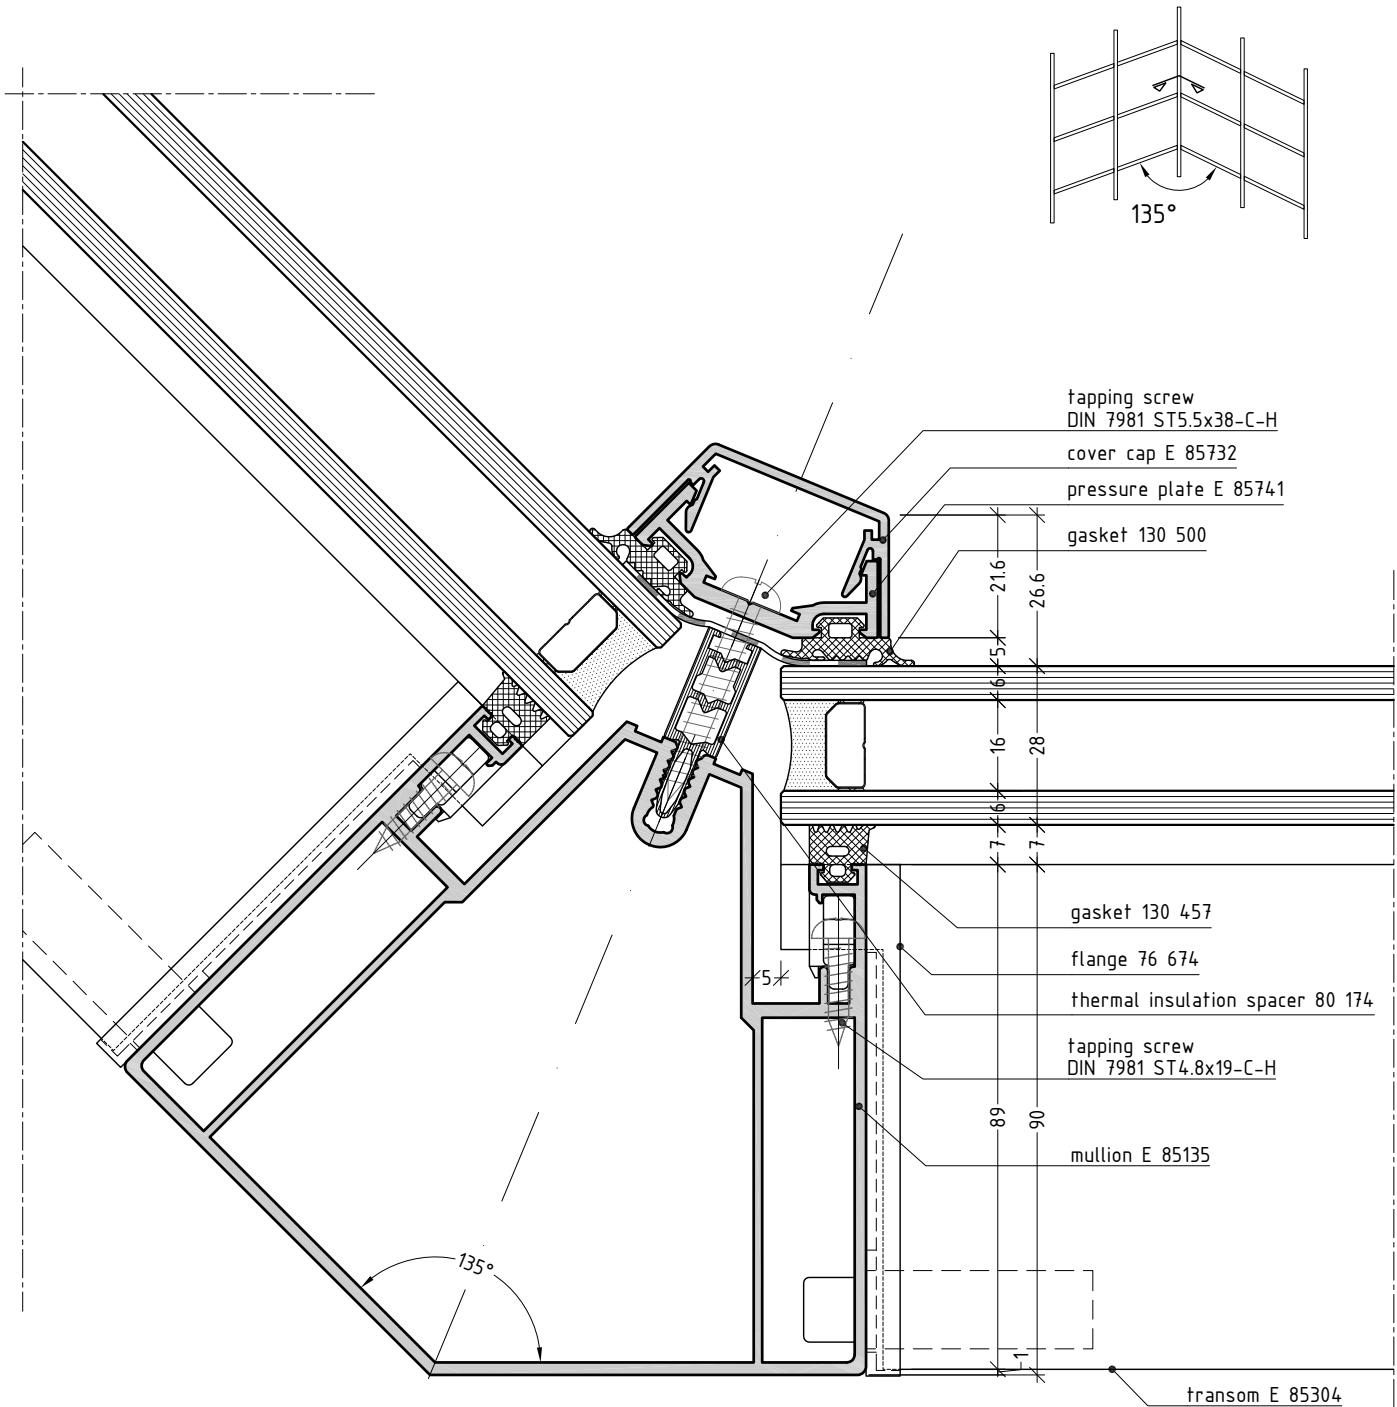 135°
tapping screw
DIN 7981 ST5.5x38-C-H
cover cap E 85732
pressure plate E 85741
gasket 130 500
21.6
26.6
5
6
16
28
6
7
7
gasket 130 457
flange 76 674
5
thermal insulation spacer 80 174
tapping screw
DIN 7981 ST4.8x19-C-H
89
90
mullion E 85135
135°
1
transom E 85304